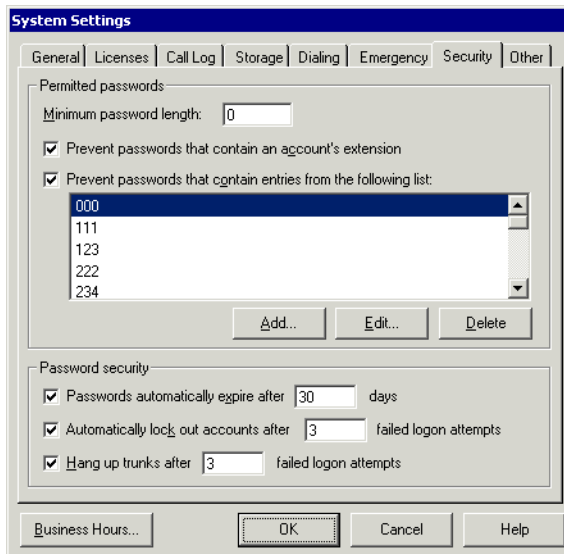 System Settings
General Licenses Call Log Storage Dialing Emergency Security Other
Permitted passwords
Minimum password length: 0
Prevent passwords that contain an account's extension
Prevent passwords that contain entries from the following list:
000
111
123
222
234
Add... Edit... Delete
Password security
Passwords automatically expire after 30 days
Automatically lock out accounts after 3 failed logon attempts
Hang up trunks after 3 failed logon attempts
Business Hours... OK Cancel Help